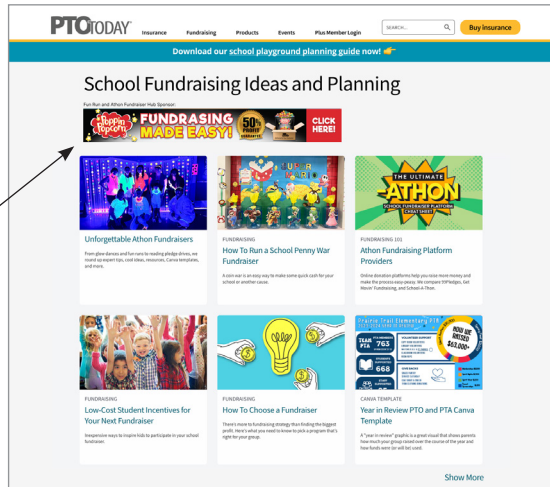 PTOTODAY
Insurance Fundraising Products Events Plus Member Login SEARCH... Buy insurance
Download our school playground planning guide now! 👉
School Fundraising Ideas and Planning
Fun Run and Athon Fundraiser Hub Sponsor:
Poppin Popcorn FUNDRASING MADE EASY! 50% PROFIT CLICK HERE!
SUPER MARIO
THE ULTIMATE
ATHON
SCHOOL FUNDRAISER PLATFORM
CHEAT SHEET
Unforgettable Athon Fundraisers
From glow dances and fun runs to reading pledge drives, we
round up expert tips, cool ideas, resources, Canva templates,
and more.
FUNDRAISING
How To Run a School Penny War
Fundraiser
A coin war is an easy way to make some quick cash for your
school or another cause.
FUNDRAISING 101
Athon Fundraising Platform
Providers
Online donation platforms help you raise more money and
make the process easy-peasy. We compare 99Pledges, Get
Movin' Fundraising, and School-A-Thon.
Prairie Trail Elementary PTA
TEAM PTA
763
668
VOLUNTEER SUPPORT
HOW WE
RAISED
$63,000+
FUNDRAISING
Low-Cost Student Incentives for
Your Next Fundraiser
Inexpensive ways to inspire kids to participate in your school
fundraiser.
FUNDRAISING
How To Choose a Fundraiser
There's more to fundraising strategy than finding the biggest
profit. Here's what you need to know to pick a program that's
right for your group.
CANVA TEMPLATE
Year in Review PTO and PTA Canva
Template
A "year in review" graphic is a great visual that shows parents
how much your group raised over the course of the year and
how funds were (or will be) used.
Show More